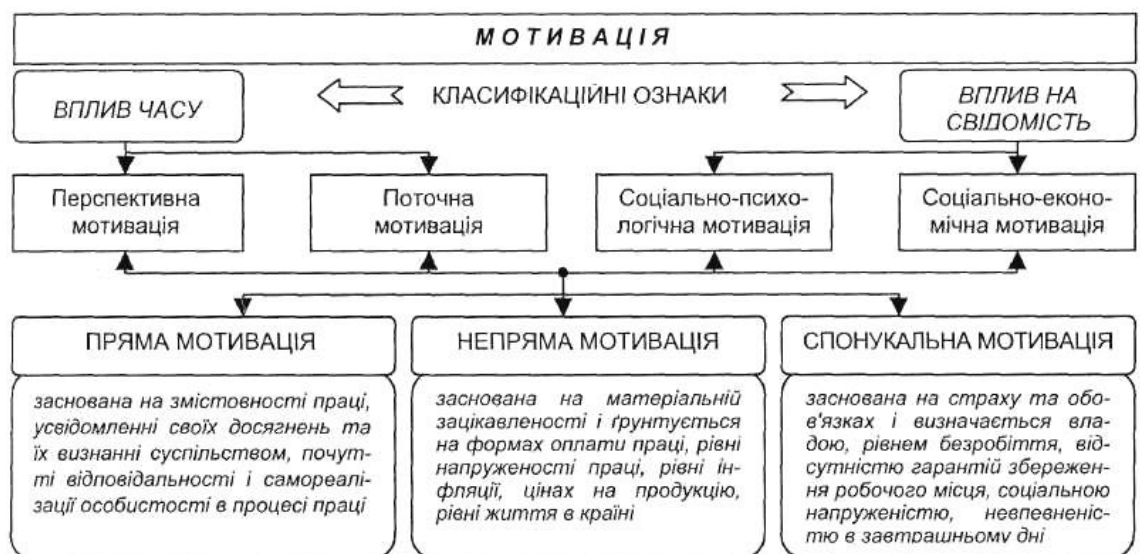 МОТИВАЦІЯ
ВПЛИВ ЧАСУ
КЛАСИФІКАЦІЙНІ ОЗНАКИ
ВПЛИВ НА
СВІДОМІСТЬ
Перспективна
мотивація
Поточна
мотивація
Соціально-психо-
логічна мотивація
Соціально-еконо-
мічна мотивація
ПРЯМА МОТИВАЦІЯ
заснована на змістовності праці,
усвідомленні своїх досягнень та
їх визнанні суспільством, почут-
ті відповідальності і самореалі-
зації особистості в процесі праці
НЕПРЯМА МОТИВАЦІЯ
заснована на матеріальній
зацікавленості і ґрунтується
на формах оплати праці, рівні
напруженості праці, рівні ін-
фляції, цінах на продукцію,
рівні життя в країні
СПОНУКАЛЬНА МОТИВАЦІЯ
заснована на страху та обо-
в'язках і визначається вла-
дою, рівнем безробіття, від-
сутністю гарантій збережен-
ня робочого місця, соціальною
напруженістю, невпевненіс-
тю в завтрашньому дні